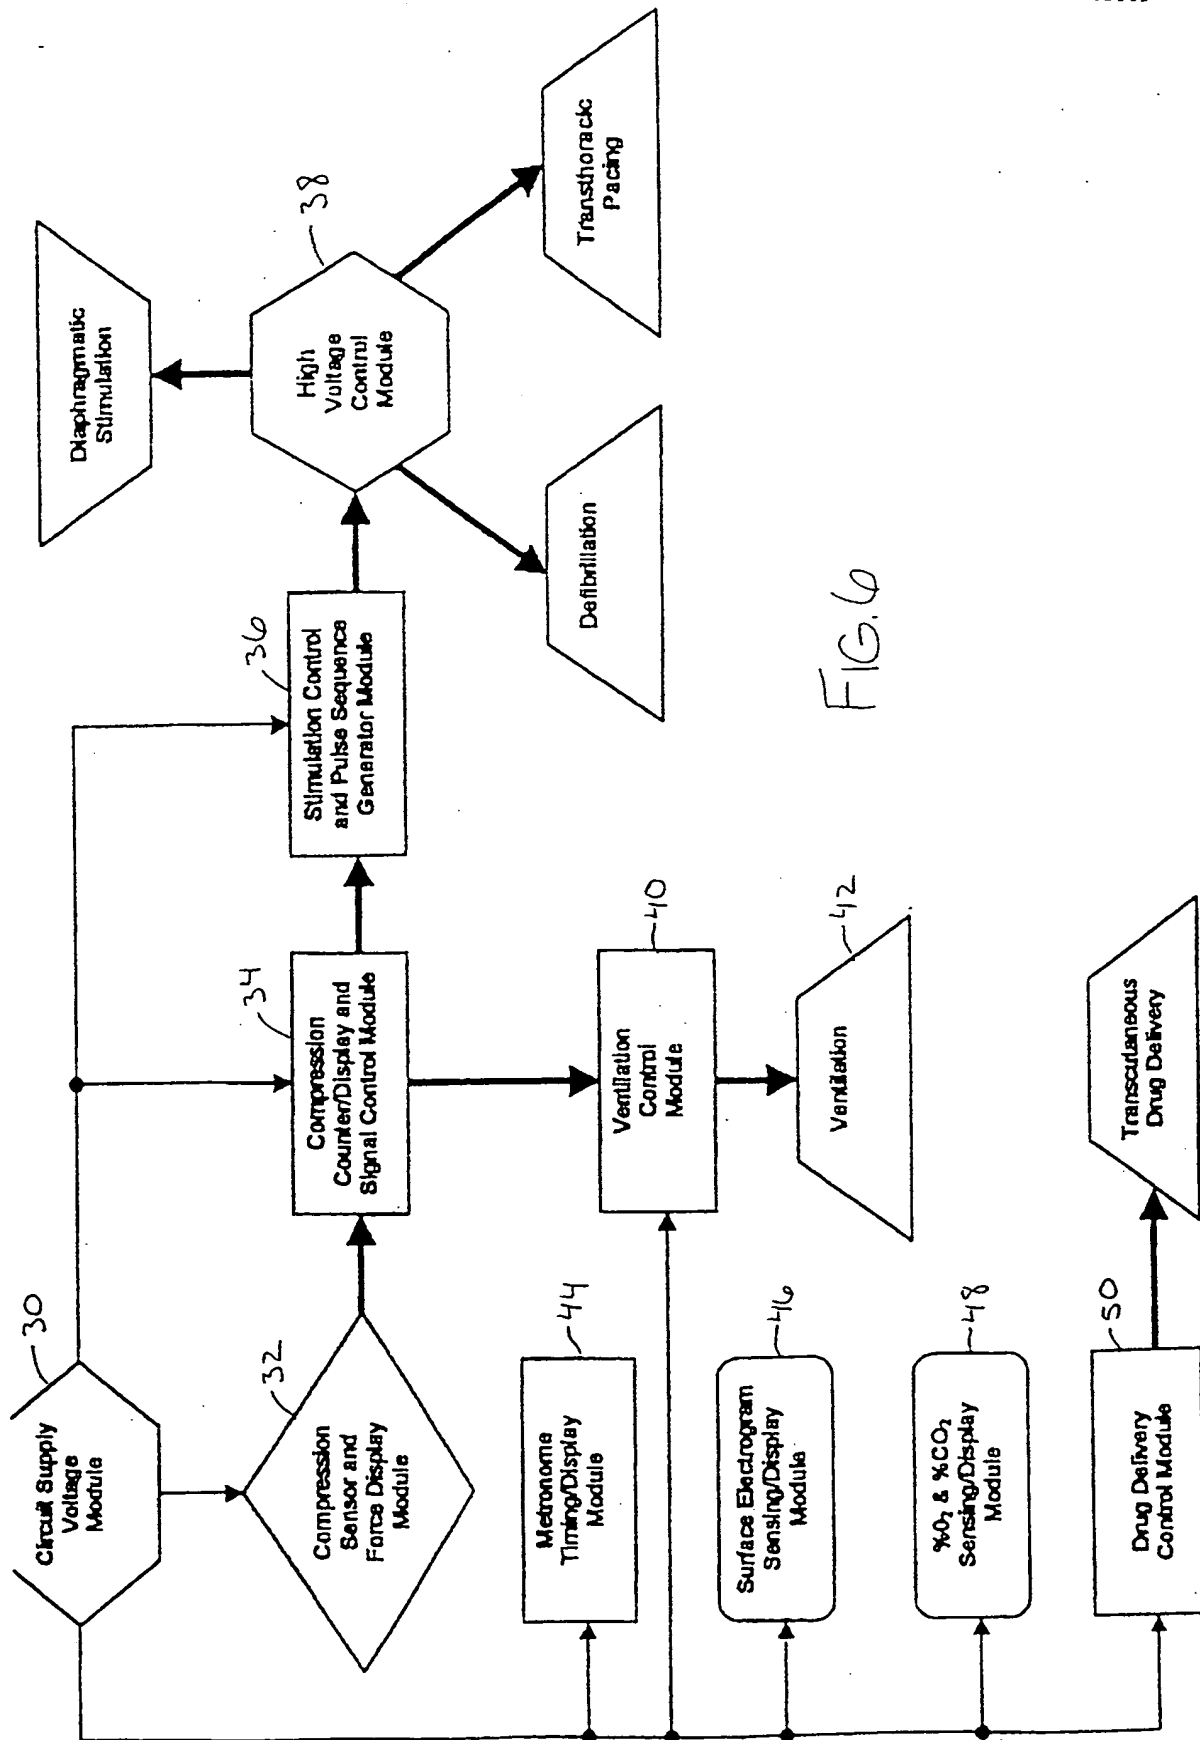 Circuit Supply
Voltage
Module
30
Compression
Sensor and
Force Display
Module
32
Compression
Counter/Display and
Signal Control Module
34
Stimulation Control
and Pulse Sequence
Generator Module
36
High
Voltage
Control
Module
38
Diaphragmatic
Stimulation
Defibrillation
Transthoracic
Pacing
Metronome
Timing/Display
Module
44
Ventilation
Control
Module
40
Ventilation
42
Surface Electrogram
Sensing/Display
Module
46
%O₂ & %CO₂
Sensing/Display
Module
48
Drug Delivery
Control Module
50
Transcutaneous
Drug Delivery
FIG. 6